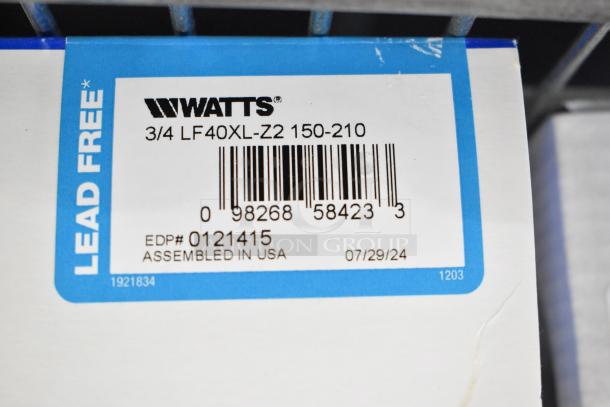 LEAD FREE*
WATTS®
3/4 LF40XL-Z2 150-210
0 98268 58423 3
EDP# 0121415
ASSEMBLED IN USA 07/29/24
1921834 1203
GROUP